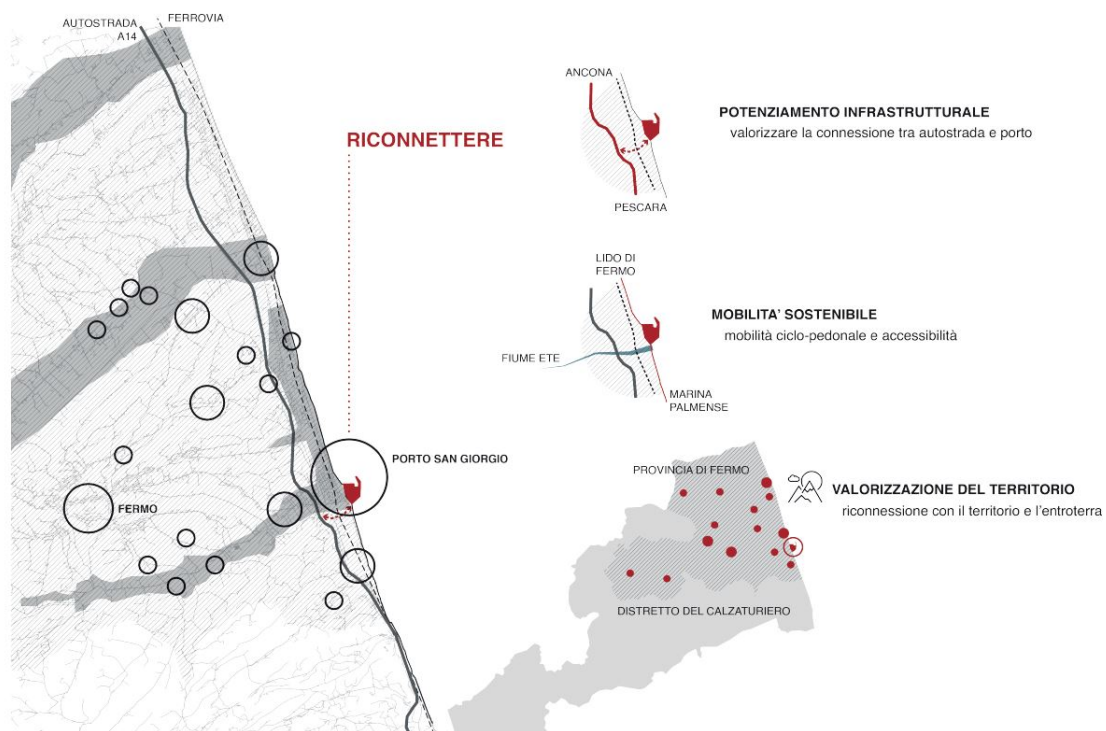 FERROVIA
AUTOSTRADA
A14
RICONNETTERE
PORTO SAN GIORGIO
FERMO
ANCONA
PESCARA
POTENZIAMENTO INFRASTRUTTURALE
valorizzare la connessione tra autostrada e porto
LIDO DI
FERMO
FIUME ETE
MARINA
PALMENSE
MOBILITA' SOSTENIBILE
mobilità ciclo-pedonale e accessibilità
PROVINCIA DI FERMO
DISTRETTO DEL CALZATURIERO
VALORIZZAZIONE DEL TERRITORIO
riconnessione con il territorio e l'entroterra